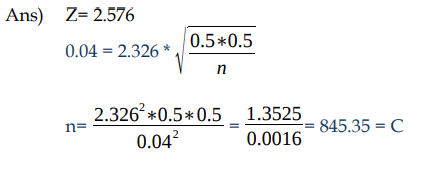 Ans) Z= 2.576
0.04 = 2.326 * √(0.5*0.5 / n)
n= 2.326²*0.5*0.5 / 0.04² = 1.3525 / 0.0016 = 845.35 = C